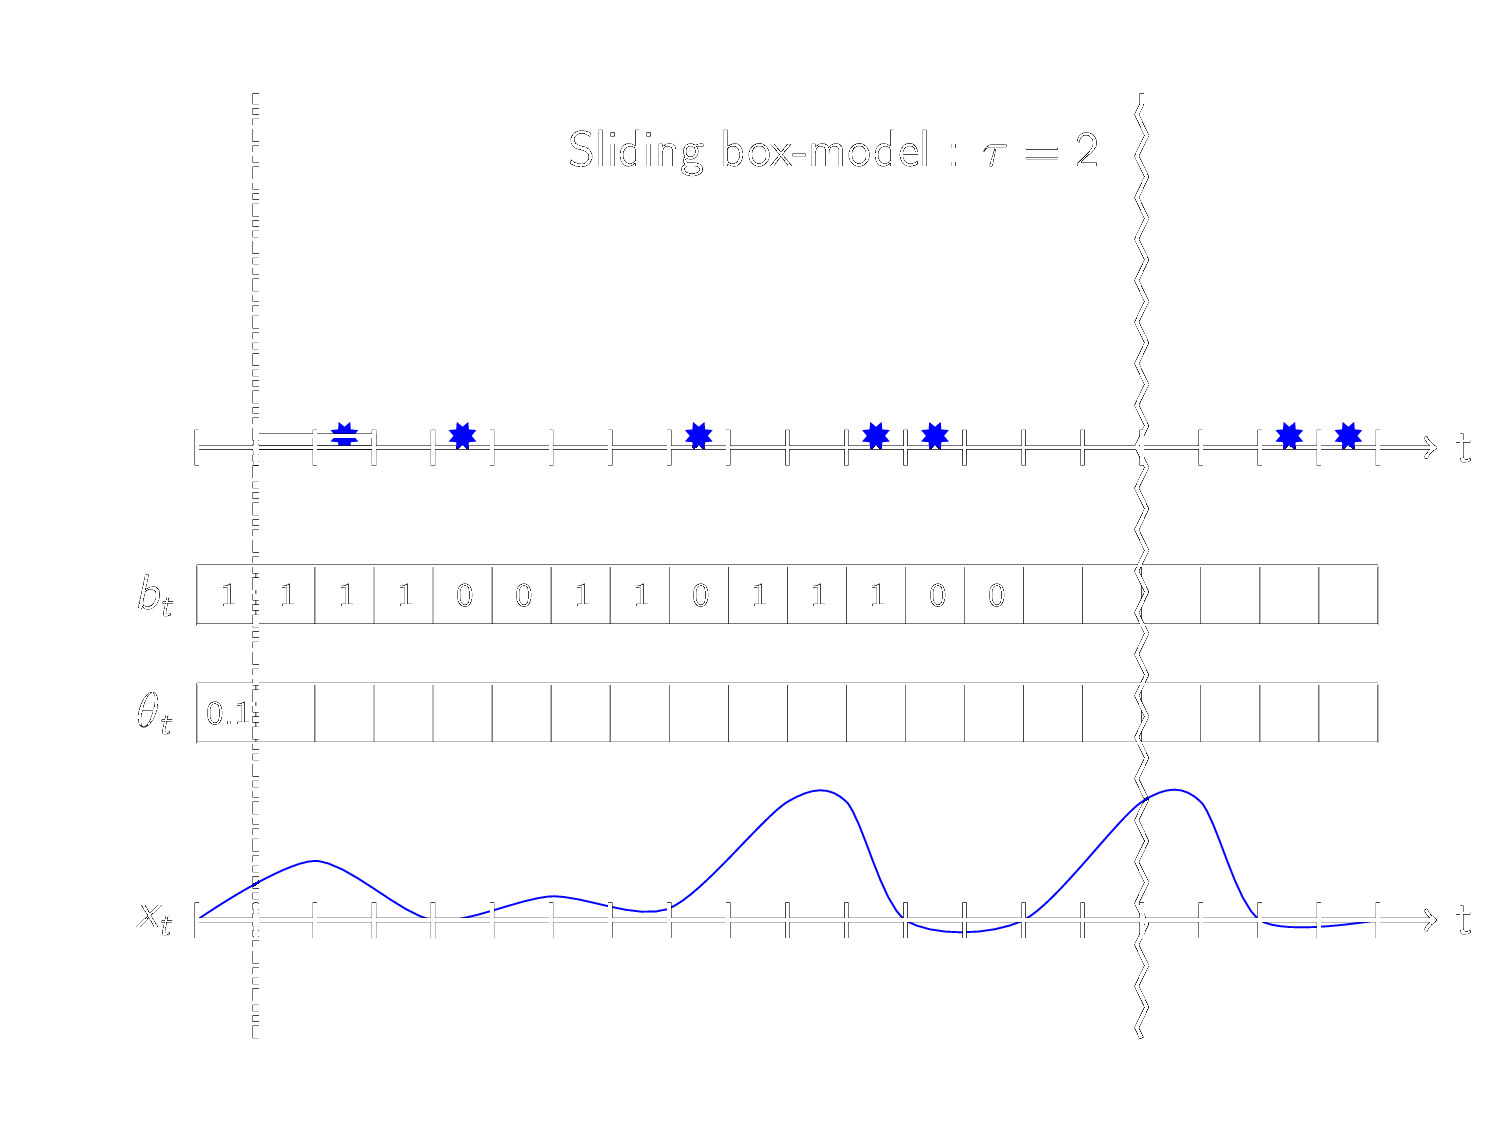 Sliding box-model : τ = 2
t
b_t 1 1 1 1 0 0 1 1 0 1 1 1 0 0
θ_t 0.1
x_t t